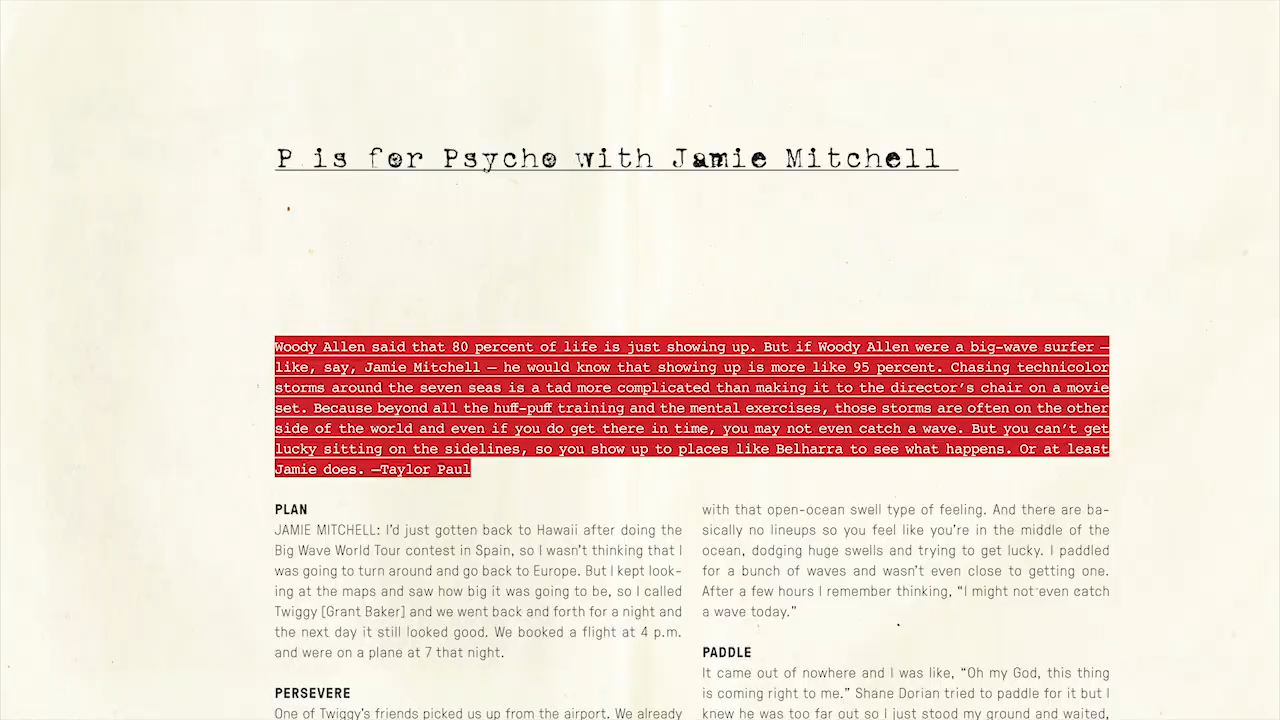 P is for Psycho with Jamie Mitchell
Woody Allen said that 80 percent of life is just showing up. But if Woody Allen were a big-wave surfer —
like, say, Jamie Mitchell — he would know that showing up is more like 95 percent. Chasing technicolor
storms around the seven seas is a tad more complicated than making it to the director's chair on a movie
set. Because beyond all the huff-puff training and the mental exercises, those storms are often on the other
side of the world and even if you do get there in time, you may not even catch a wave. But you can't get
lucky sitting on the sidelines, so you show up to places like Belharra to see what happens. Or at least
Jamie does. —Taylor Paul
PLAN
JAMIE MITCHELL: I'd just gotten back to Hawaii after doing the
Big Wave World Tour contest in Spain, so I wasn't thinking that I
was going to turn around and go back to Europe. But I kept look-
ing at the maps and saw how big it was going to be, so I called
Twiggy [Grant Baker] and we went back and forth for a night and
the next day it still looked good. We booked a flight at 4 p.m.
and were on a plane at 7 that night.
PERSEVERE
One of Twiggy's friends picked us up from the airport. We already
with that open-ocean swell type of feeling. And there are ba-
sically no lineups so you feel like you're in the middle of the
ocean, dodging huge swells and trying to get lucky. I paddled
for a bunch of waves and wasn't even close to getting one.
After a few hours I remember thinking, "I might not even catch
a wave today."
PADDLE
It came out of nowhere and I was like, "Oh my God, this thing
is coming right to me." Shane Dorian tried to paddle for it but I
knew he was too far out so I just stood my ground and waited,